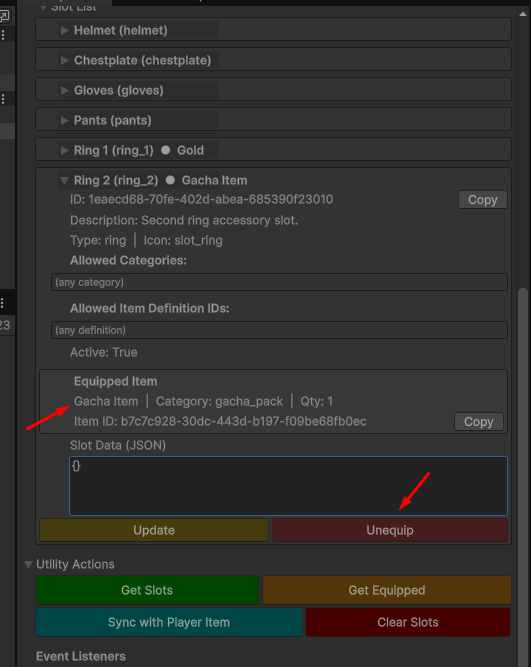 Slot List
Helmet (helmet)
Chestplate (chestplate)
Gloves (gloves)
Pants (pants)
Ring 1 (ring_1) ● Gold
Ring 2 (ring_2) ● Gacha Item
ID: 1eaecd68-70fe-402d-abea-685390f23010
Copy
Description: Second ring accessory slot.
Type: ring | Icon: slot_ring
Allowed Categories:
(any category)
Allowed Item Definition IDs:
(any definition)
23
Active: True
Equipped Item
Gacha Item | Category: gacha_pack | Qty: 1
Item ID: b7c7c928-30dc-443d-b197-f09be68fb0ec
Copy
Slot Data (JSON)
{}
Update
Unequip
Utility Actions
Get Slots
Get Equipped
Sync with Player Item
Clear Slots
Event Listeners